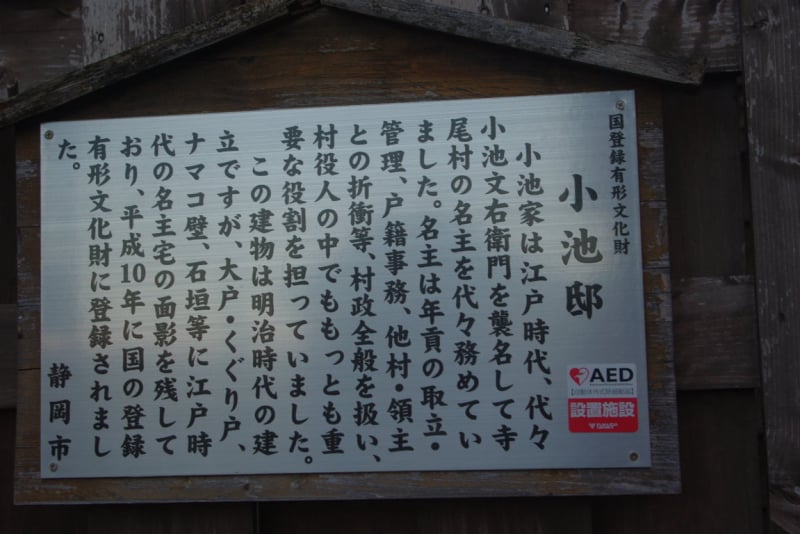 国登録有形文化財
小池邸
小池家は江戸時代、代々
小池文右衛門を襲名して寺
尾村の名主を代々務めてい
ました。名主は年貢の取立・
管理、戸籍事務、他村・領主
との折衝等、村政全般を扱い、
村役人の中でももっとも重
要な役割を担っていました。
この建物は明治時代の建
立ですが、大戸・くぐり戸、
ナマコ壁、石垣等に江戸時
代の名主宅の面影を残して
おり、平成10年に国の登録
有形文化財に登録されまし
た。
静岡市
AED
【自動体外式除細動器】
設置施設